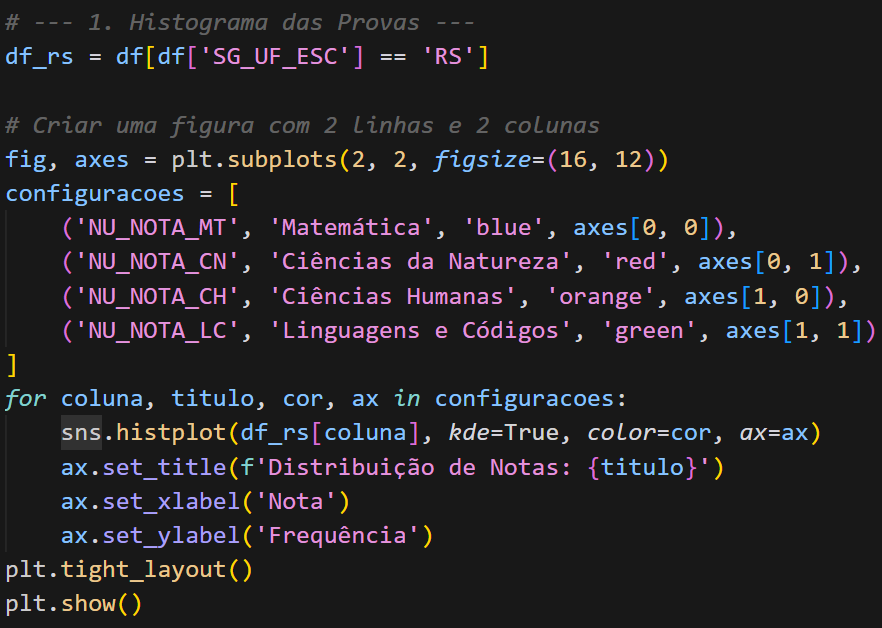 # --- 1. Histograma das Provas ---
df_rs = df[df['SG_UF_ESC'] == 'RS']

# Criar uma figura com 2 linhas e 2 colunas
fig, axes = plt.subplots(2, 2, figsize=(16, 12))
configuracoes = [
    ('NU_NOTA_MT', 'Matemática', 'blue', axes[0, 0]),
    ('NU_NOTA_CN', 'Ciências da Natureza', 'red', axes[0, 1]),
    ('NU_NOTA_CH', 'Ciências Humanas', 'orange', axes[1, 0]),
    ('NU_NOTA_LC', 'Linguagens e Códigos', 'green', axes[1, 1])
]
for coluna, titulo, cor, ax in configuracoes:
    sns.histplot(df_rs[coluna], kde=True, color=cor, ax=ax)
    ax.set_title(f'Distribuição de Notas: {titulo}')
    ax.set_xlabel('Nota')
    ax.set_ylabel('Frequência')
plt.tight_layout()
plt.show()